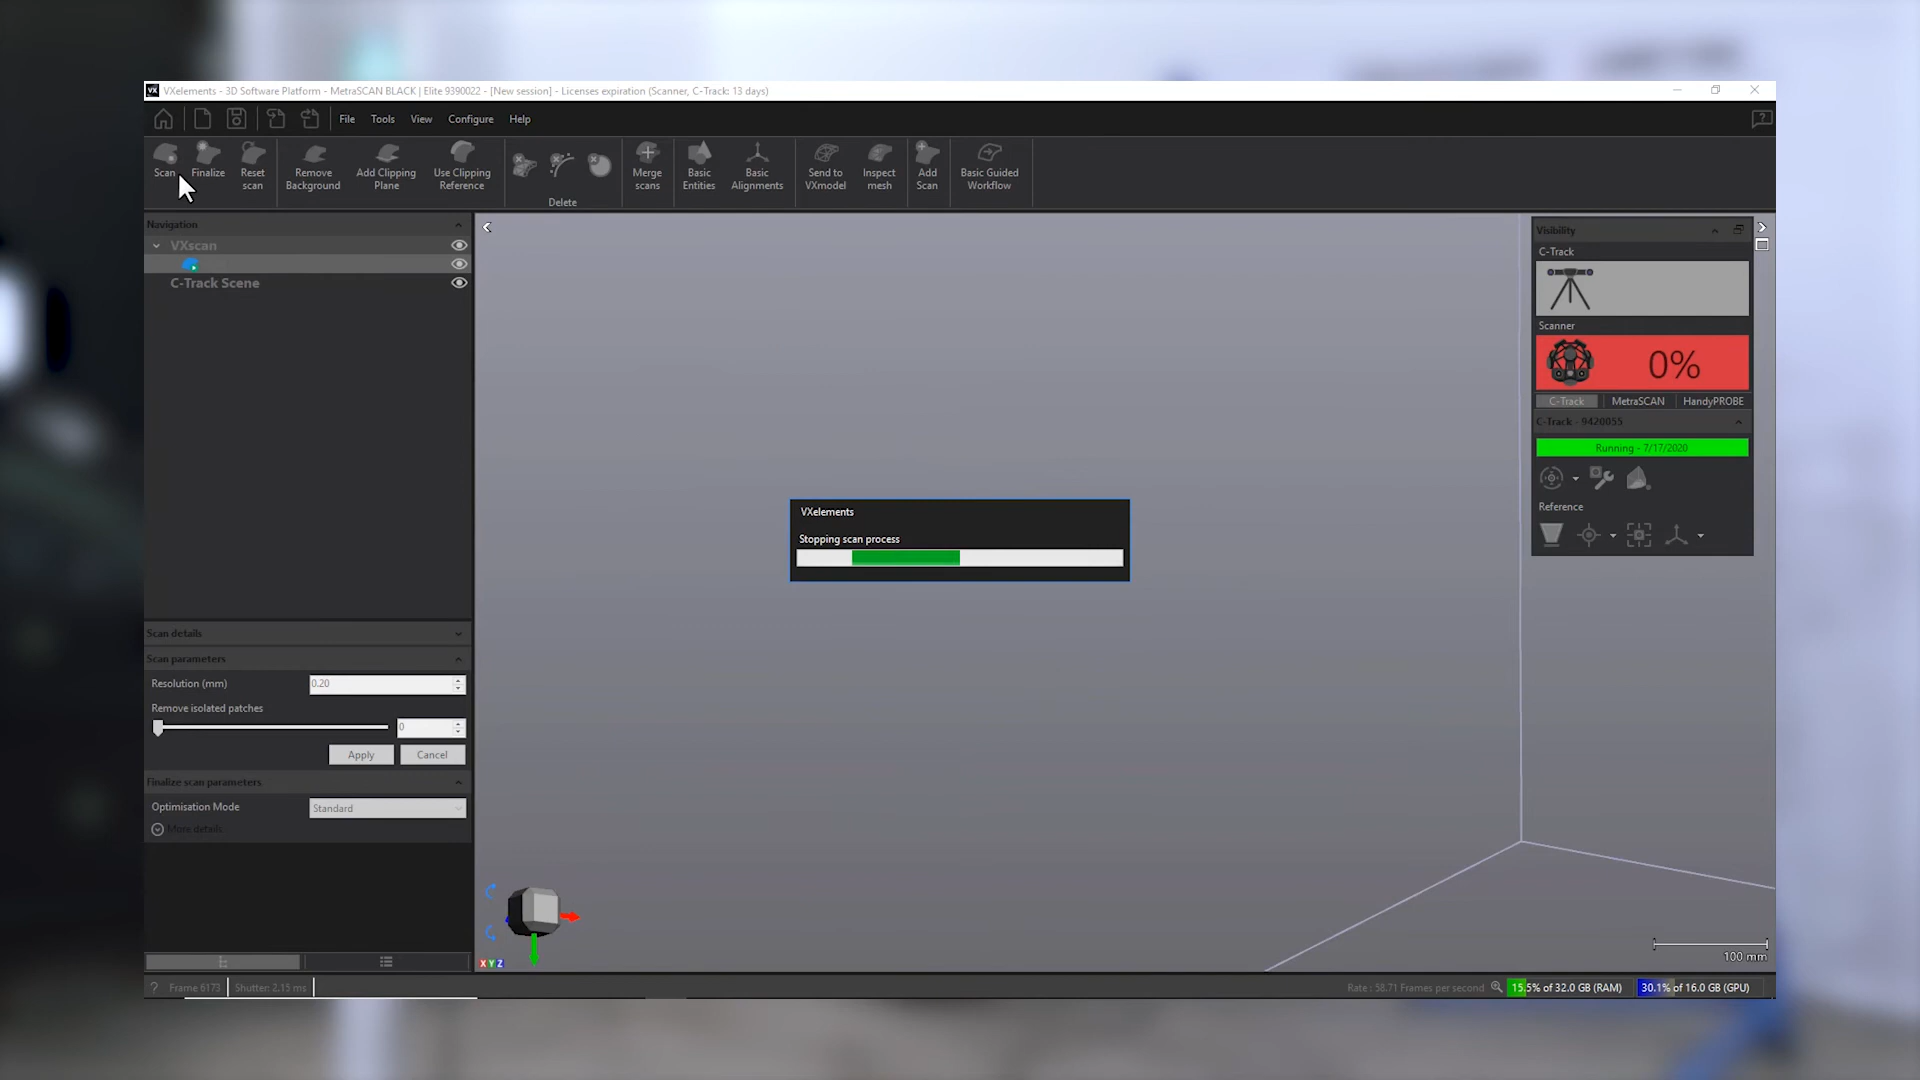 VXelements - 3D Software Platform - MetraSCAN BLACK | Elite 9390022 - [New session] - Licenses expiration (Scanner, C-Track: 13 days)
File Tools View Configure Help
Scan
Finalize
Reset
scan
Remove
Background
Add Clipping
Plane
Use Clipping
Reference
Delete
Merge
scans
Basic
Entities
Basic
Alignments
Send to
VXmodel
Inspect
mesh
Add
Scan
Basic Guided
Workflow
Navigation
VXscan
C-Track Scene
Visibility
C-Track
Scanner
0%
C-Track MetraSCAN HandyPROBE
C-Track - 9420055
Running - 7/17/2020
Reference
VXelements
Stopping scan process
Scan details
Scan parameters
Resolution (mm) 0.20
Remove isolated patches
0
Apply Cancel
Finalize scan parameters
Optimisation Mode Standard
More details
X Y Z
100 mm
? Frame 6173 Shutter: 2.15 ms
Rate : 58.71 Frames per second 15.5% of 32.0 GB (RAM) 30.1% of 16.0 GB (GPU)